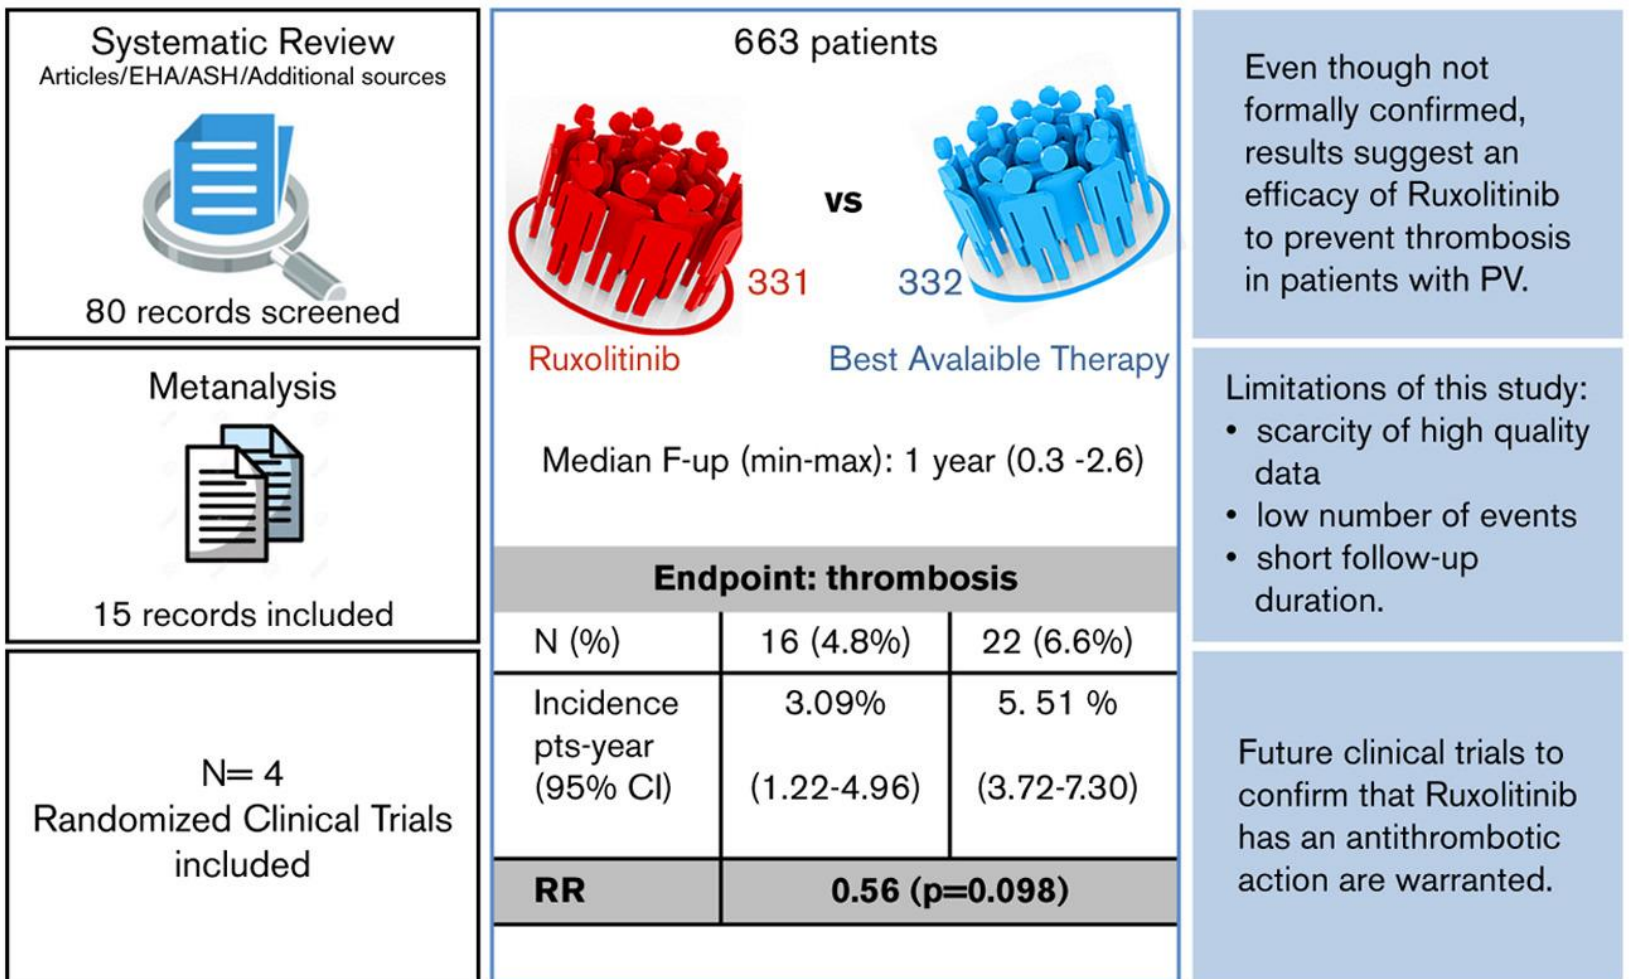 Systematic Review
Articles/EHA/ASH/Additional sources
80 records screened
Metanalysis
15 records included
N= 4
Randomized Clinical Trials
included
663 patients
vs
331
332
Ruxolitinib
Best Avalaible Therapy
Median F-up (min-max): 1 year (0.3 -2.6)
Endpoint: thrombosis
N (%) 16 (4.8%) 22 (6.6%)
Incidence 3.09% 5. 51 %
pts-year
(95% CI) (1.22-4.96) (3.72-7.30)
RR 0.56 (p=0.098)
Even though not
formally confirmed,
results suggest an
efficacy of Ruxolitinib
to prevent thrombosis
in patients with PV.
Limitations of this study:
• scarcity of high quality
data
• low number of events
• short follow-up
duration.
Future clinical trials to
confirm that Ruxolitinib
has an antithrombotic
action are warranted.